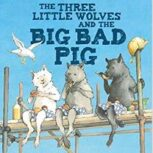 THE THREE
LITTLE WOLVES
AND THE
BIG BAD
PIG